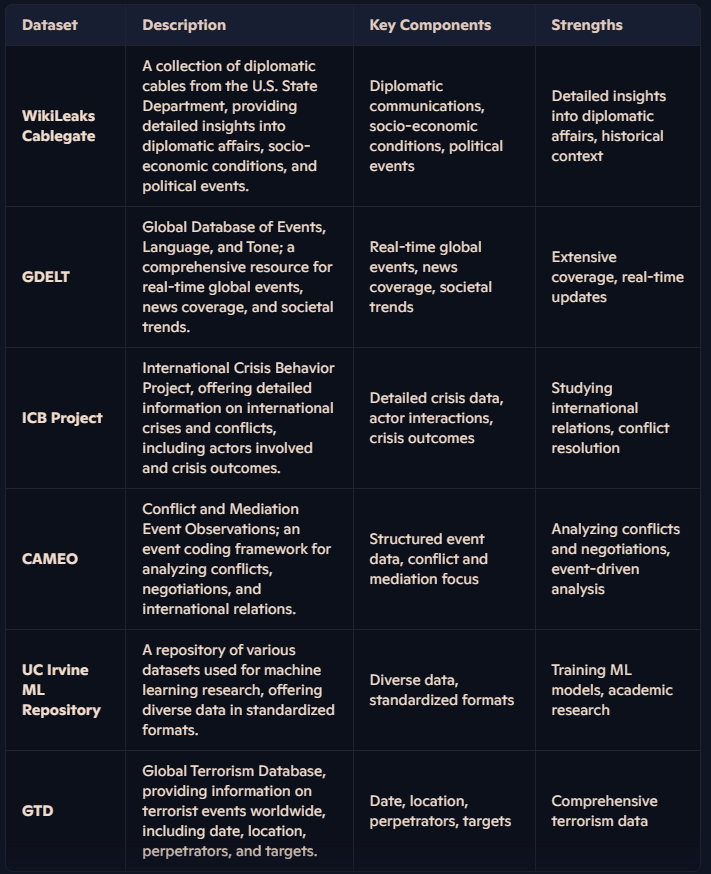 Dataset
Description
Key Components
Strengths
WikiLeaks
Cablegate
A collection of diplomatic
cables from the U.S. State
Department, providing
detailed insights into
diplomatic affairs, socio-
economic conditions, and
political events.
Diplomatic
communications,
socio-economic
conditions, political
events
Detailed insights
into diplomatic
affairs, historical
context
GDELT
Global Database of Events,
Language, and Tone; a
comprehensive resource for
real-time global events,
news coverage, and societal
trends.
Real-time global
events, news
coverage, societal
trends
Extensive
coverage, real-time
updates
ICB Project
International Crisis Behavior
Project, offering detailed
information on international
crises and conflicts,
including actors involved
and crisis outcomes.
Detailed crisis data,
actor interactions,
crisis outcomes
Studying
international
relations, conflict
resolution
CAMEO
Conflict and Mediation
Event Observations; an
event coding framework for
analyzing conflicts,
negotiations, and
international relations.
Structured event
data, conflict and
mediation focus
Analyzing conflicts
and negotiations,
event-driven
analysis
UC Irvine
ML
Repository
A repository of various
datasets used for machine
learning research, offering
diverse data in standardized
formats.
Diverse data,
standardized formats
Training ML
models, academic
research
GTD
Global Terrorism Database,
providing information on
terrorist events worldwide,
including date, location,
perpetrators, and targets.
Date, location,
perpetrators, targets
Comprehensive
terrorism data